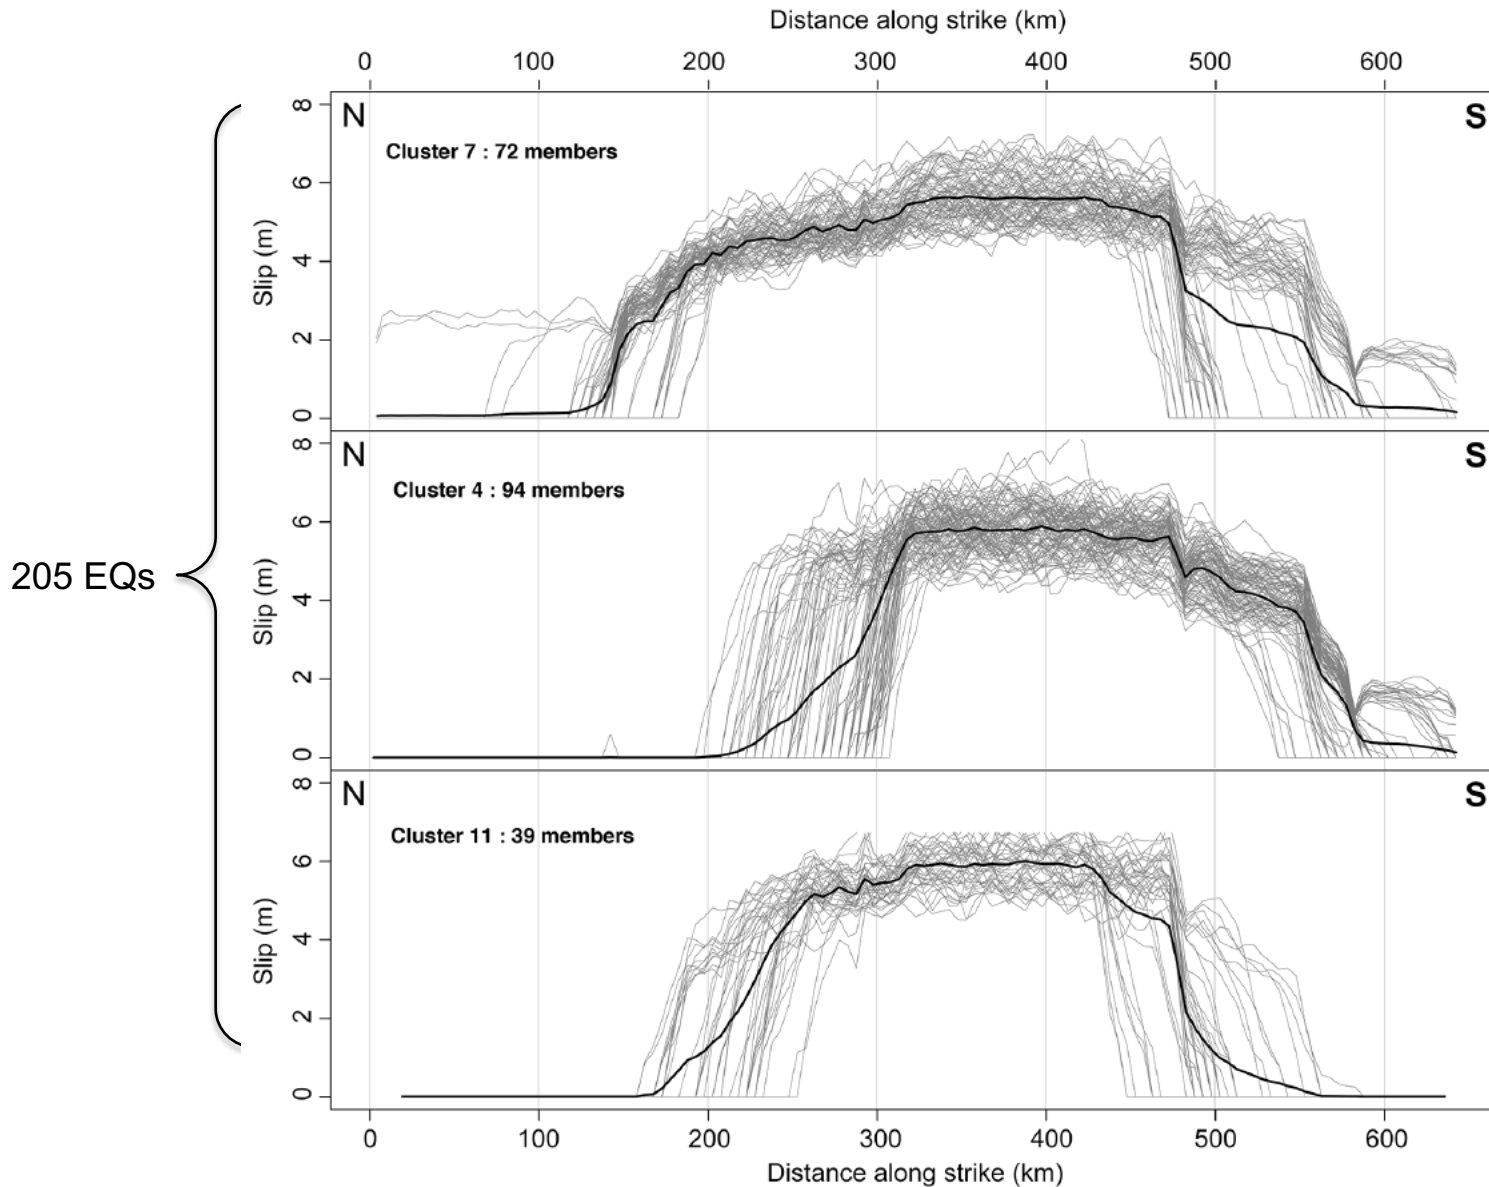 Distance along strike (km)
0 100 200 300 400 500 600
N S
Cluster 7 : 72 members
8
6
4
2
0
Slip (m)
N S
Cluster 4 : 94 members
8
6
4
2
0
Slip (m)
205 EQs
N S
Cluster 11 : 39 members
8
6
4
2
0
Slip (m)
0 100 200 300 400 500 600
Distance along strike (km)